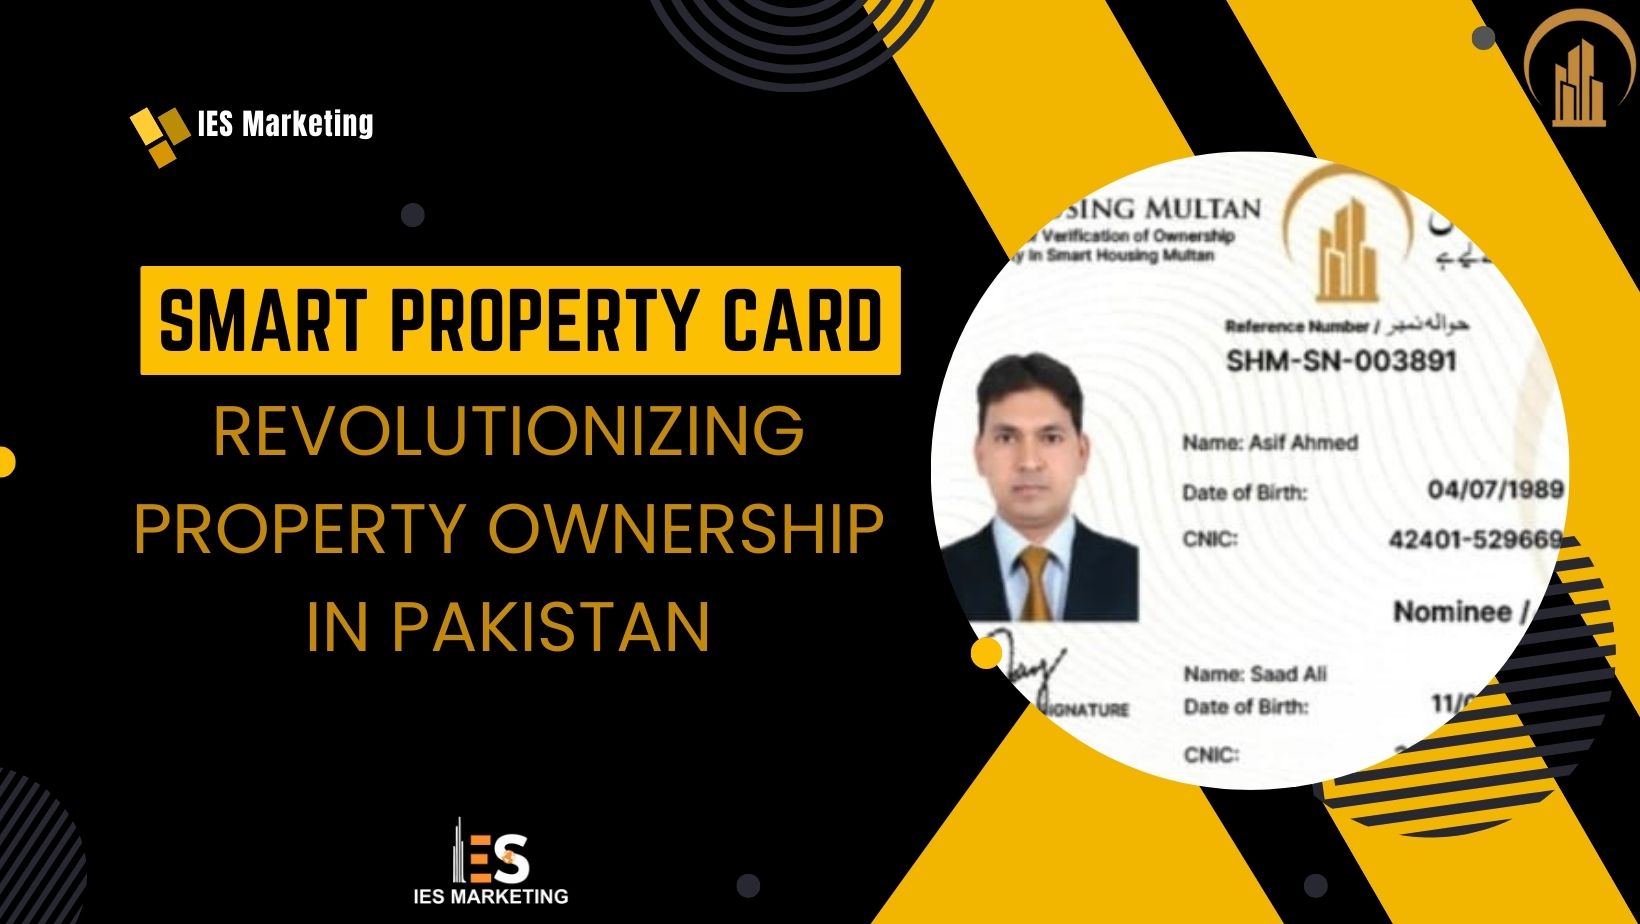 IES Marketing
SMART PROPERTY CARD
REVOLUTIONIZING
PROPERTY OWNERSHIP
IN PAKISTAN
IES
IES MARKETING
SING MULTAN
Verification of Ownership
y In Smart Housing Multan
Reference Number / حوالہ نمبر
SHM-SN-003891
Name: Asif Ahmed
Date of Birth: 04/07/1989
CNIC: 42401-529669
Nominee /
IGNATURE
Name: Saad Ali
Date of Birth: 11/
CNIC: